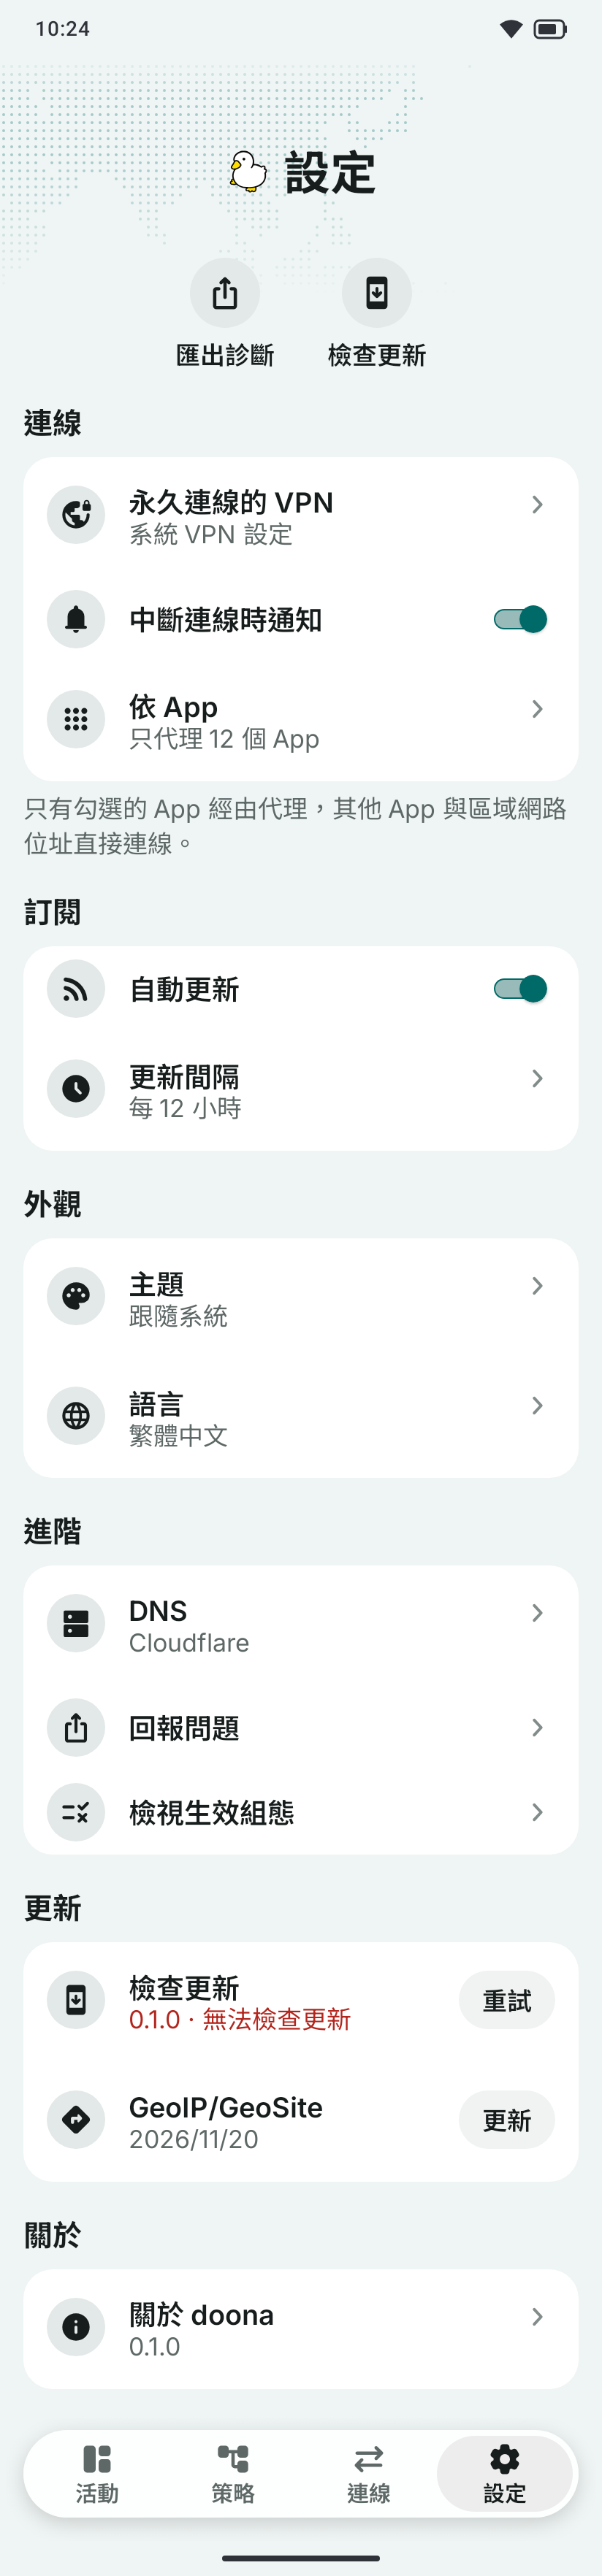 10:24
設定
匯出診斷
檢查更新
連線
永久連線的 VPN
系統 VPN 設定
中斷連線時通知
依 App
只代理 12 個 App
只有勾選的 App 經由代理，其他 App 與區域網路
位址直接連線。
訂閱
自動更新
更新間隔
每 12 小時
外觀
主題
跟隨系統
語言
繁體中文
進階
DNS
Cloudflare
回報問題
檢視生效組態
更新
檢查更新
0.1.0 · 無法檢查更新
重試
GeoIP/GeoSite
2026/11/20
更新
關於
關於 doona
0.1.0
活動
策略
連線
設定